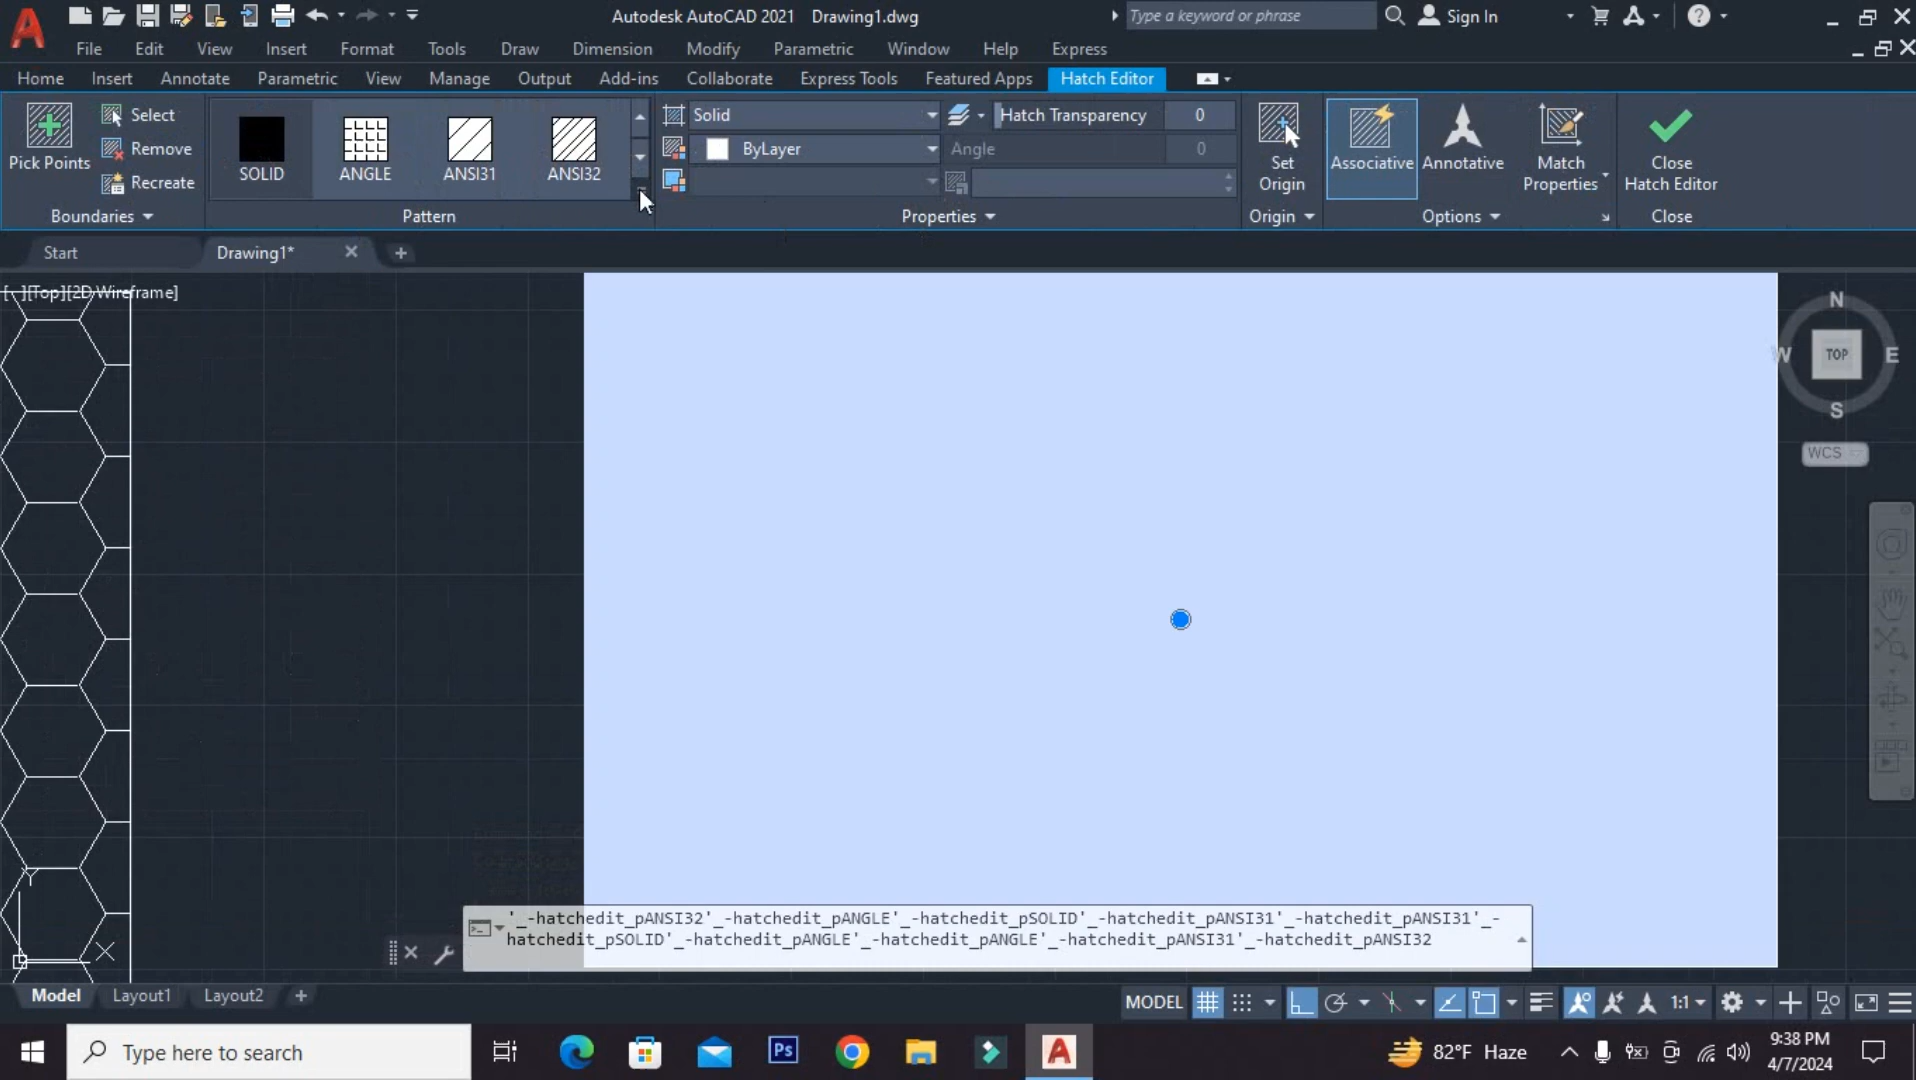 Autodesk AutoCAD 2021 Drawing1.dwg Type a keyword or phrase Sign In
File Edit View Insert Format Tools Draw Dimension Modify Parametric Window Help Express
Home Insert Annotate Parametric View Manage Output Add-ins Collaborate Express Tools Featured Apps Hatch Editor
Pick Points
Select
Remove
Recreate
Boundaries
SOLID ANGLE ANSI31 ANSI32
Pattern
Solid Hatch Transparency 0
ByLayer Angle 0
Properties
Set
Origin
Origin
Associative Annotative
Match
Properties
Options
Close
Hatch Editor
Close
Start Drawing1*
[-][Top][2D Wireframe]
N
W TOP E
S
WCS
Y
X
'_-hatchedit_pANSI32'_-hatchedit_pANGLE'_-hatchedit_pSOLID'_-hatchedit_pANSI31'_-hatchedit_pANSI31'_-
hatchedit_pSOLID'_-hatchedit_pANGLE'_-hatchedit_pANGLE'_-hatchedit_pANSI31'_-hatchedit_pANSI32
Model Layout1 Layout2
MODEL 1:1
Type here to search
Ps
82°F Haze
9:38 PM
4/7/2024